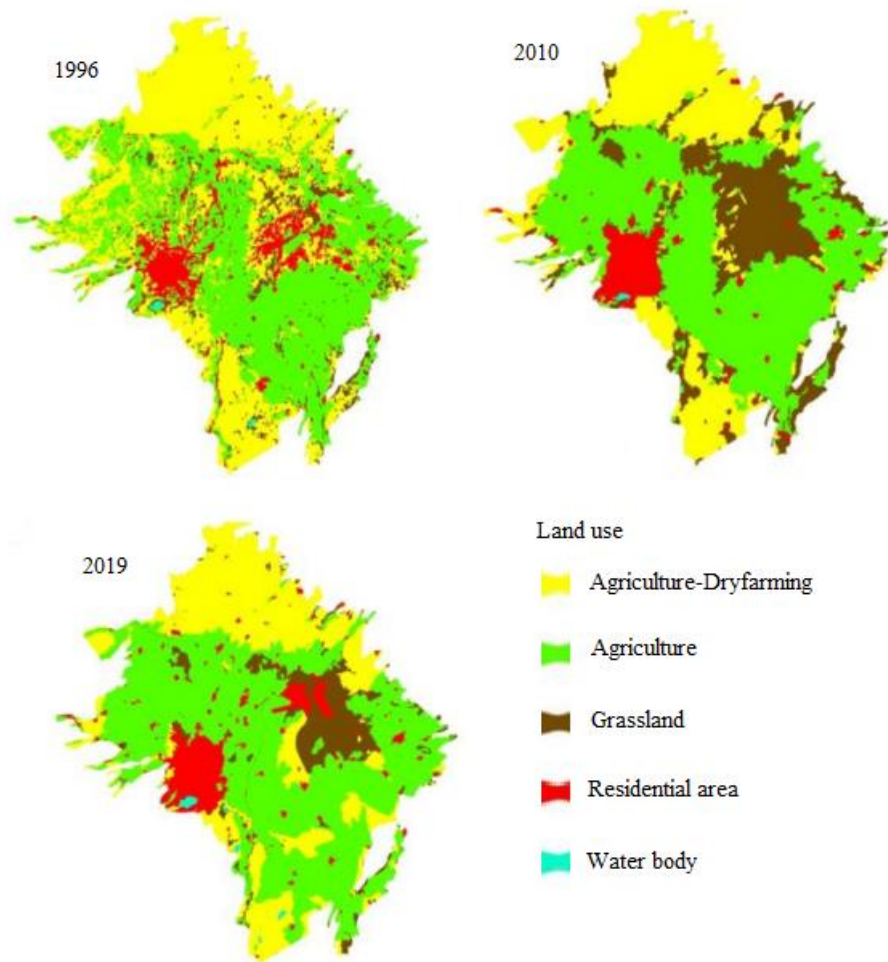 1996
2010
2019
Land use
Agriculture-Dryfarming
Agriculture
Grassland
Residential area
Water body